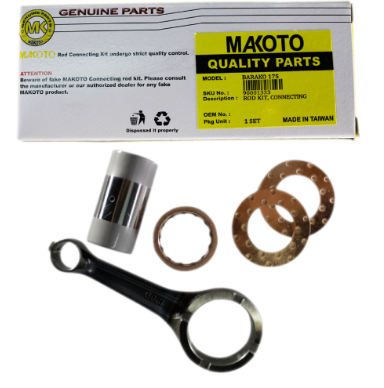 GENUINE PARTS
MK
MAKOTO
MAKOTO Rod Connecting Kit undergo strict quality control.
ATTENTION
Beware of fake MAKOTO Connecting rod kit. Please consult
the manufacturer or our authorized dealer for any fake
MAKOTO product.
Disposed it properly
MAKOTO
QUALITY PARTS
MODEL : BARAKO 175
SKU No. :
Description : ROD KIT, CONNECTING
OEM No. :
Pkg Unit : 1 SET MADE IN TAIWAN